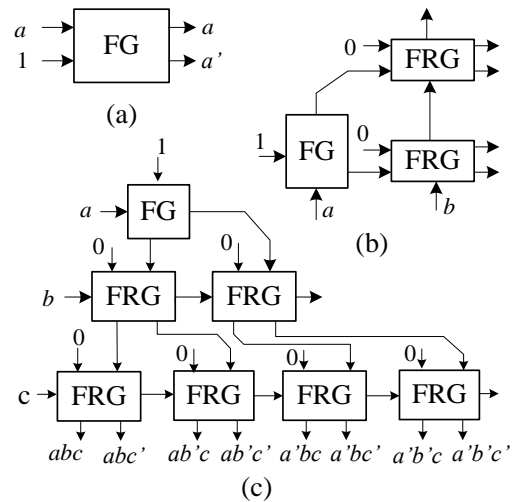 a FG a
1 a'
(a)
0 FRG
1 FG 0 FRG
a b
(b)
1
a FG
0 0
b FRG FRG
0 0 0 0
c FRG FRG FRG FRG
abc abc' ab'c ab'c' a'bc a'bc' a'b'c a'b'c'
(c)